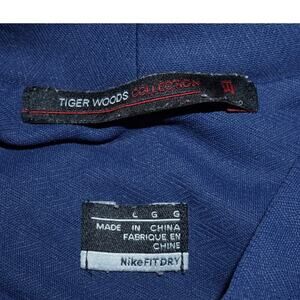 TIGER WOODS COLLECTION
L G G
MADE IN CHINA
FABRIQUE EN
CHINE
NikeFITDRY